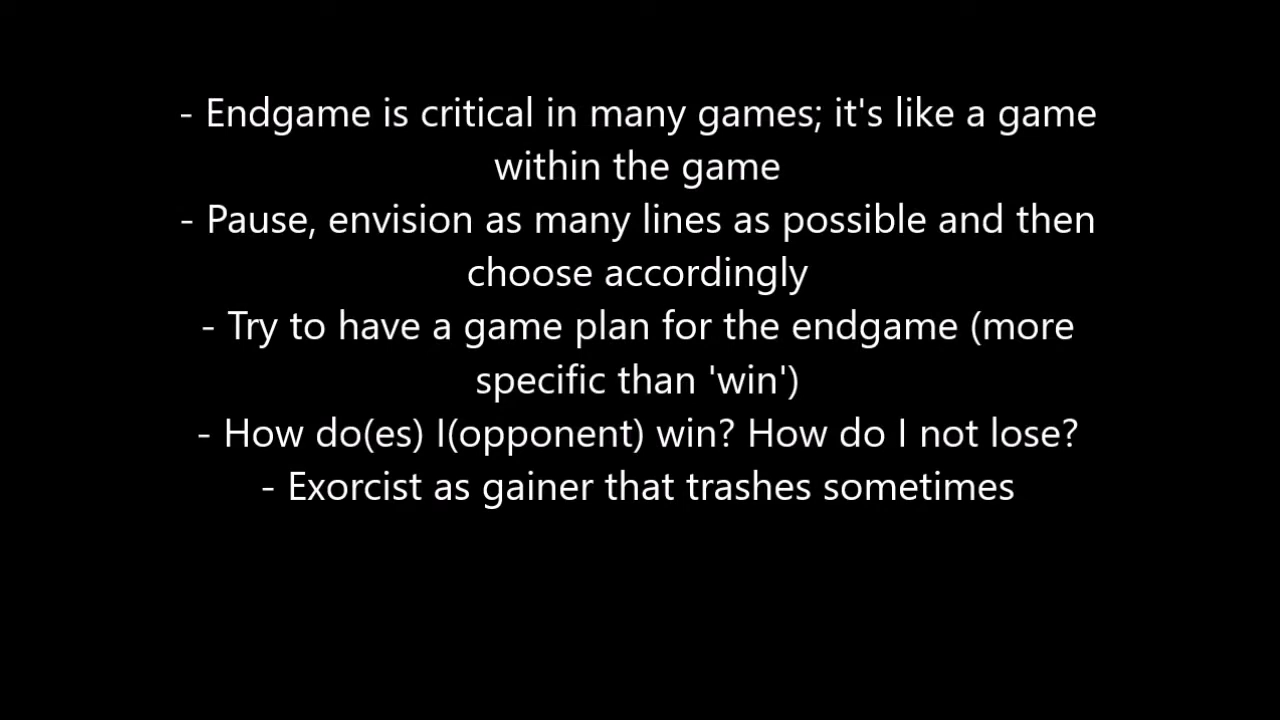 - Endgame is critical in many games; it's like a game
within the game
- Pause, envision as many lines as possible and then
choose accordingly
- Try to have a game plan for the endgame (more
specific than 'win')
- How do(es) I(opponent) win? How do I not lose?
- Exorcist as gainer that trashes sometimes